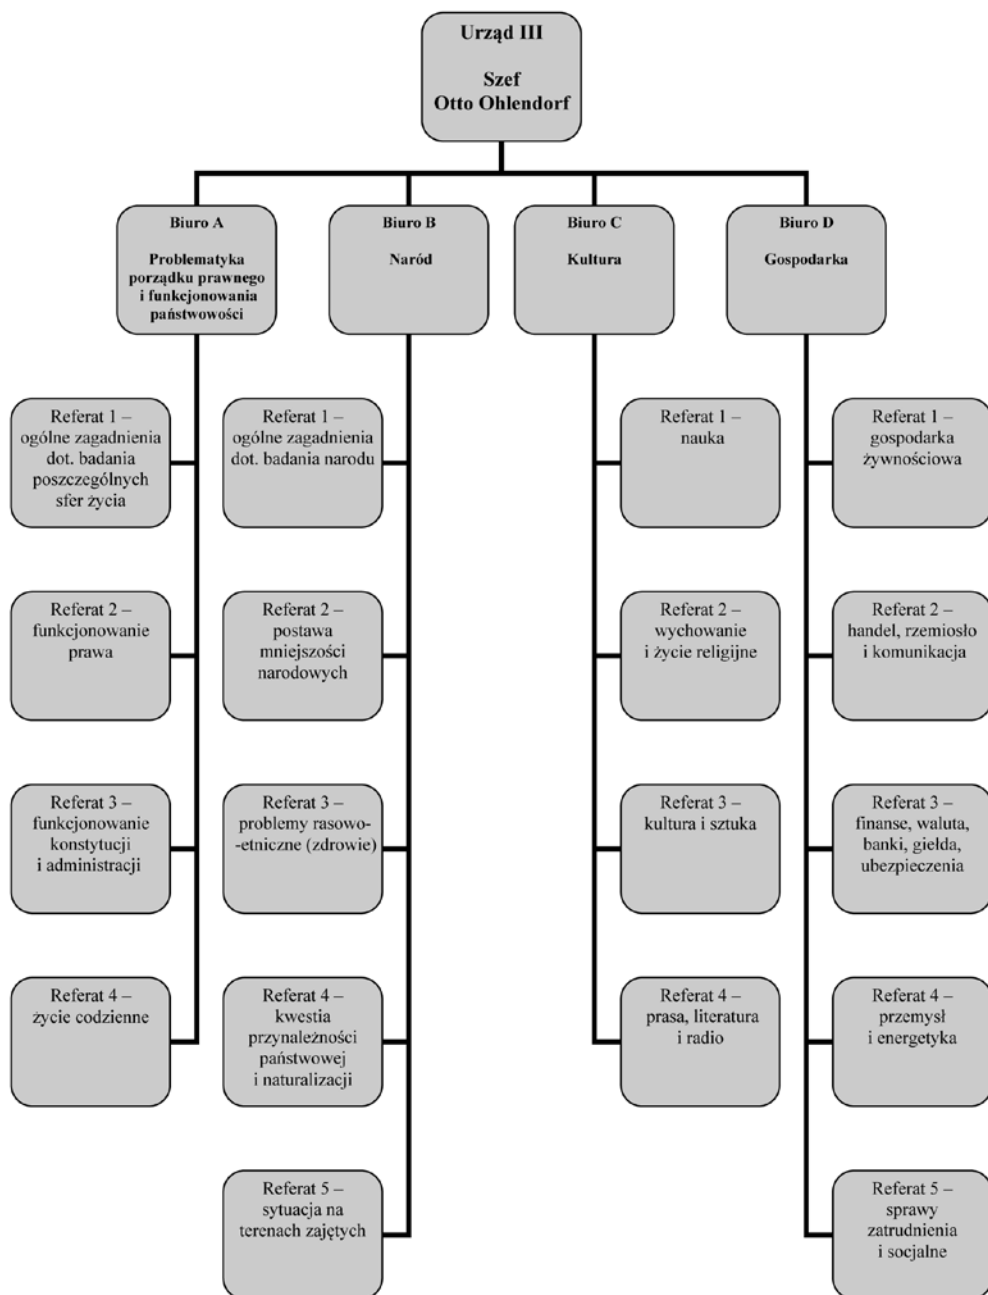 Urząd III
Szef
Otto Ohlendorf
Biuro A
Problematyka
porządku prawnego
i funkcjonowania
państwowości
Biuro B
Naród
Biuro C
Kultura
Biuro D
Gospodarka
Referat 1 –
ogólne zagadnienia
dot. badania
poszczególnych
sfer życia
Referat 1 –
ogólne zagadnienia
dot. badania narodu
Referat 1 –
nauka
Referat 1 –
gospodarka
żywnościowa
Referat 2 –
funkcjonowanie
prawa
Referat 2 –
postawa
mniejszości
narodowych
Referat 2 –
wychowanie
i życie religijne
Referat 2 –
handel, rzemiosło
i komunikacja
Referat 3 –
funkcjonowanie
konstytucji
i administracji
Referat 3 –
problemy rasowo-
-etniczne (zdrowie)
Referat 3 –
kultura i sztuka
Referat 3 –
finanse, waluta,
banki, giełda,
ubezpieczenia
Referat 4 –
życie codzienne
Referat 4 –
kwestia
przynależności
państwowej
i naturalizacji
Referat 4 –
prasa, literatura
i radio
Referat 4 –
przemysł
i energetyka
Referat 5 –
sytuacja na
terenach zajętych
Referat 5 –
sprawy
zatrudnienia
i socjalne